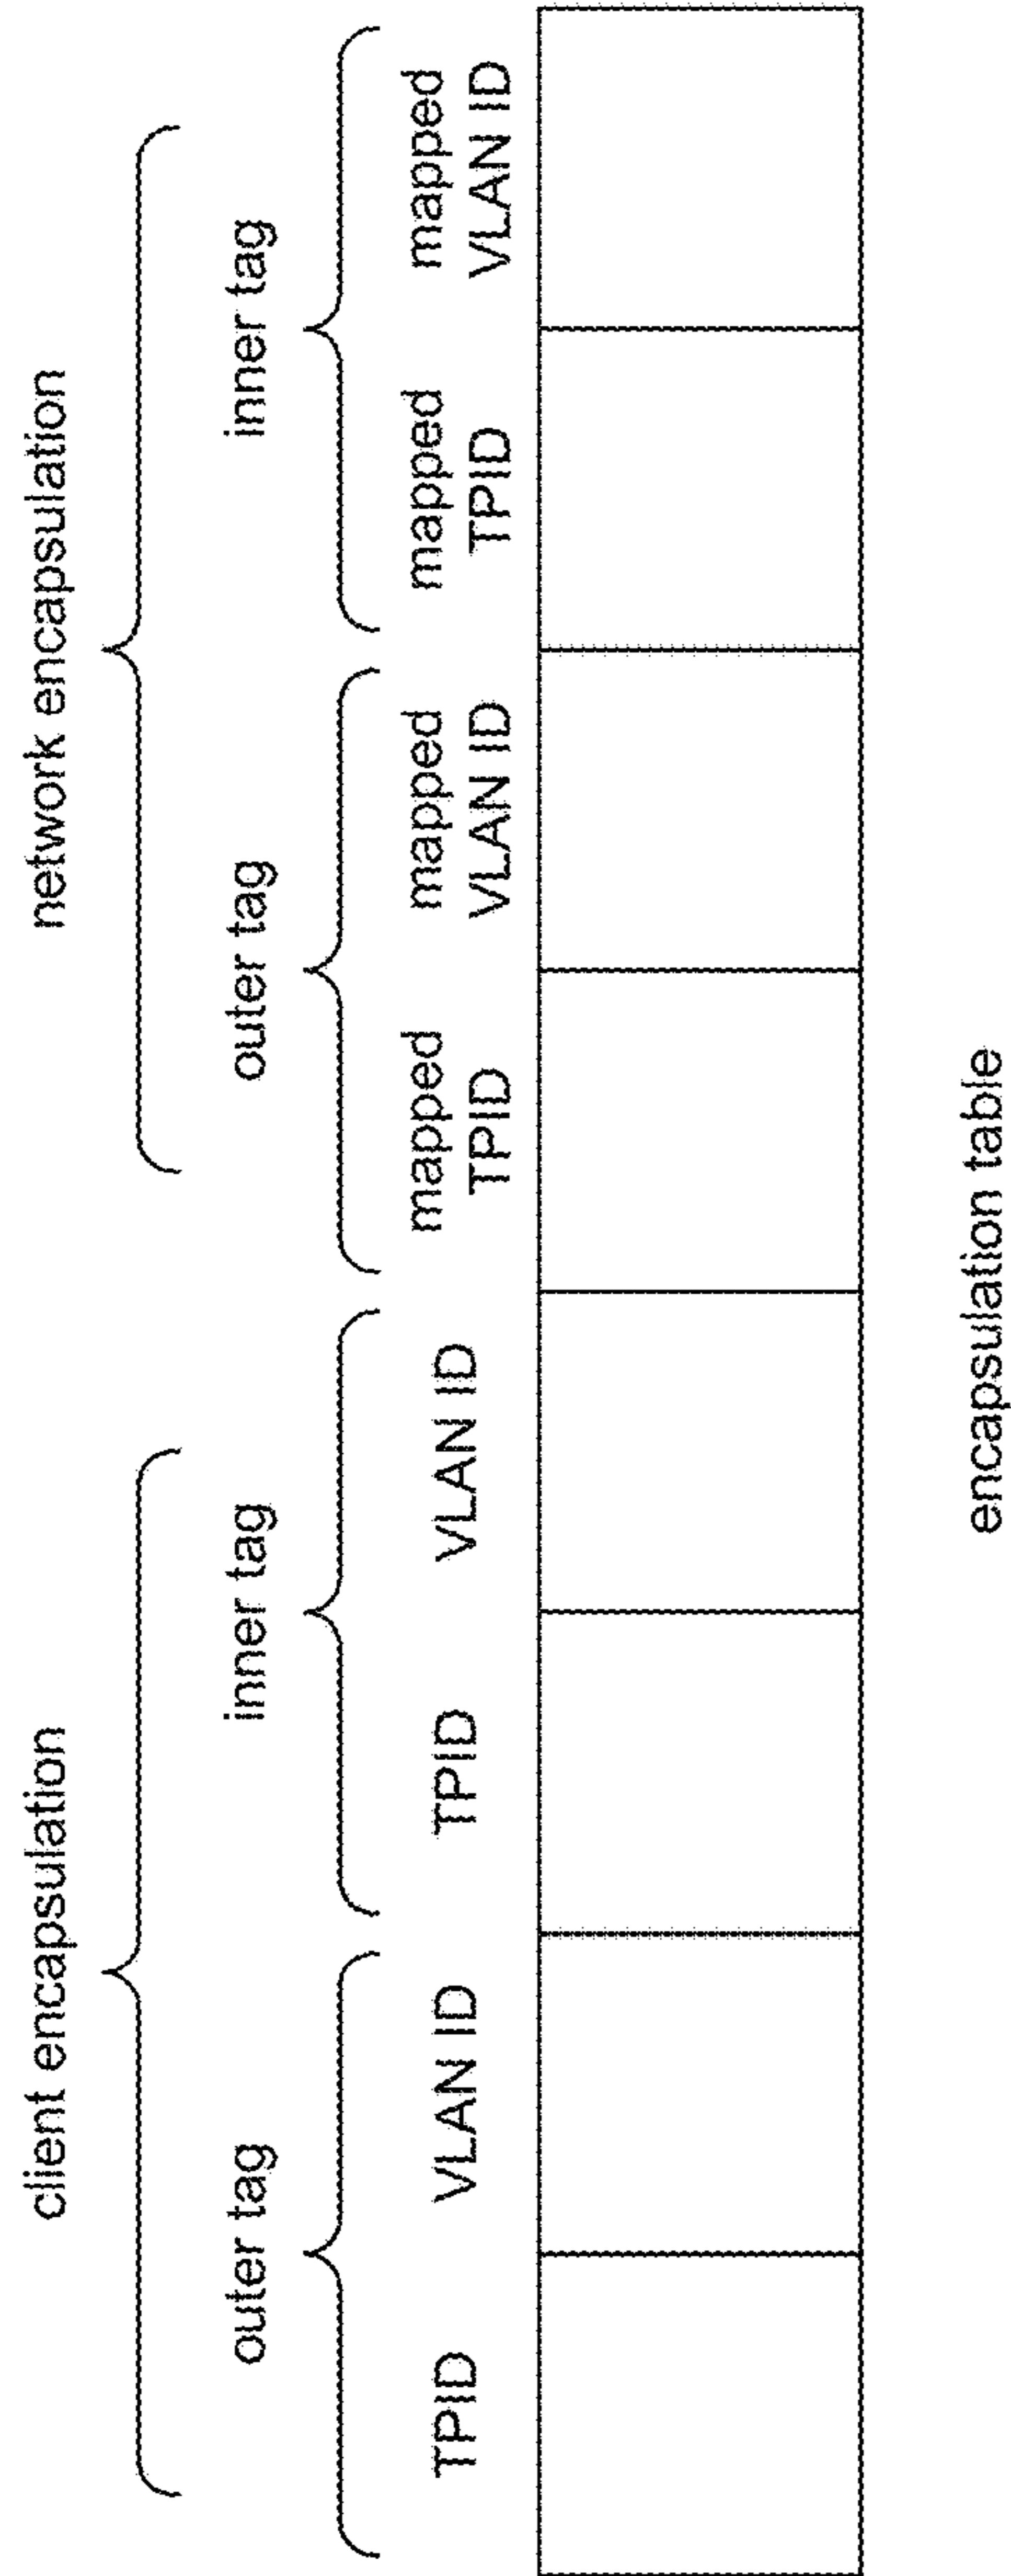 client encapsulation
network encapsulation
outer tag
inner tag
outer tag
inner tag
TPID
VLAN ID
TPID
VLAN ID
mapped
TPID
mapped
VLAN ID
mapped
TPID
mapped
VLAN ID
encapsulation table